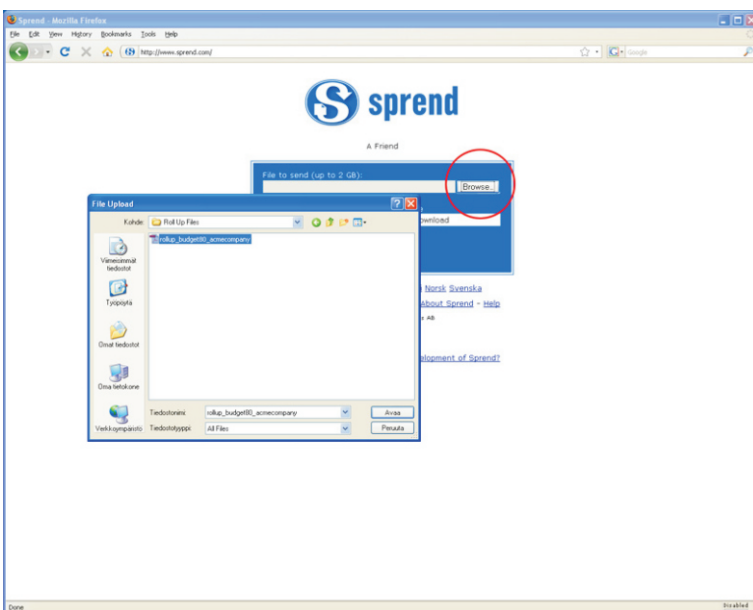 Sprend - Mozilla Firefox
File Edit View History Bookmarks Tools Help
http://www.sprend.com/
Google
sprend
A Friend
File to send (up to 2 GB):
Browse...
File Upload
Kohde: Roll Up Files
ownload
rollup_budget80_acmecompany
Viimeisimmät
tiedostot
Norsk Svenska
Työpöytä
About Sprend - Help
AB
Omat tiedostot
elopment of Sprend?
Oma tietokone
Tiedostonimi: rollup_budget80_acmecompany Avaa
Verkkoympäristö Tiedostotyyppi: All Files Peruuta
Done
Disabled